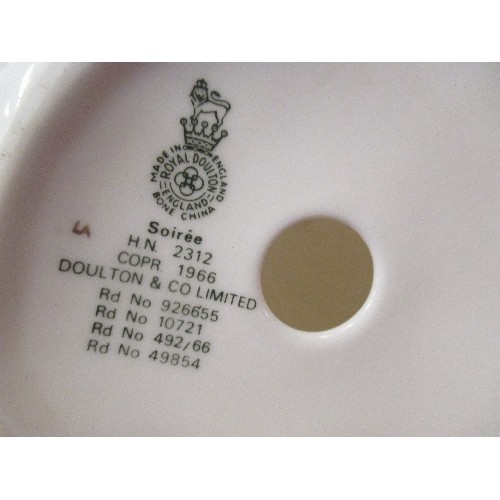 MADE IN ENGLAND
ROYAL DOULTON
ENGLAND
BONE CHINA
Soirée
H.N. 2312
COPR. 1966
DOULTON & CO LIMITED
Rd No 926655
Rd No 10721
Rd No 492/66
Rd No 49854
LA